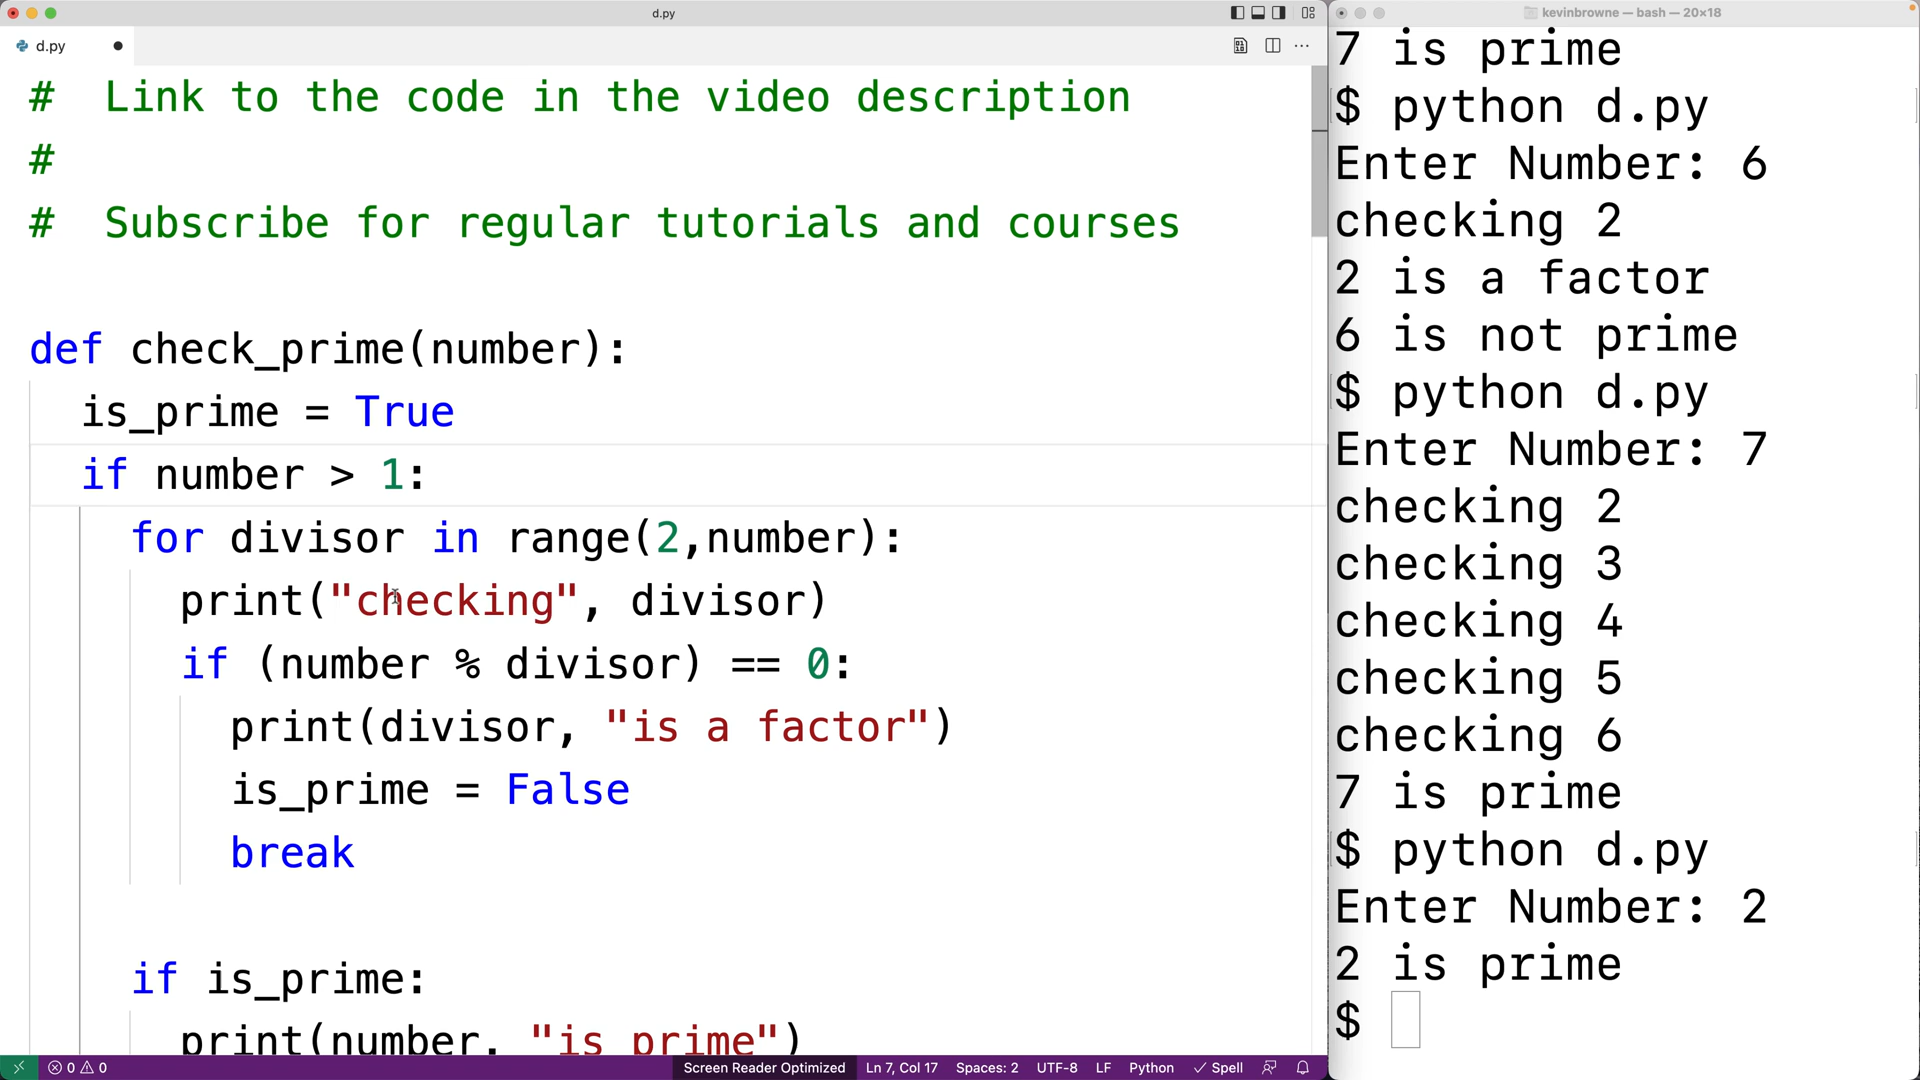 d.py
d.py
# Link to the code in the video description
#
# Subscribe for regular tutorials and courses
def check_prime(number):
is_prime = True
if number > 1:
for divisor in range(2,number):
print("checking", divisor)
if (number % divisor) == 0:
print(divisor, "is a factor")
is_prime = False
break
if is_prime:
print(number, "is prime")
0 0 Screen Reader Optimized Ln 7, Col 17 Spaces: 2 UTF-8 LF Python Spell
kevinbrowne — bash — 20×18
7 is prime
$ python d.py
Enter Number: 6
checking 2
2 is a factor
6 is not prime
$ python d.py
Enter Number: 7
checking 2
checking 3
checking 4
checking 5
checking 6
7 is prime
$ python d.py
Enter Number: 2
2 is prime
$